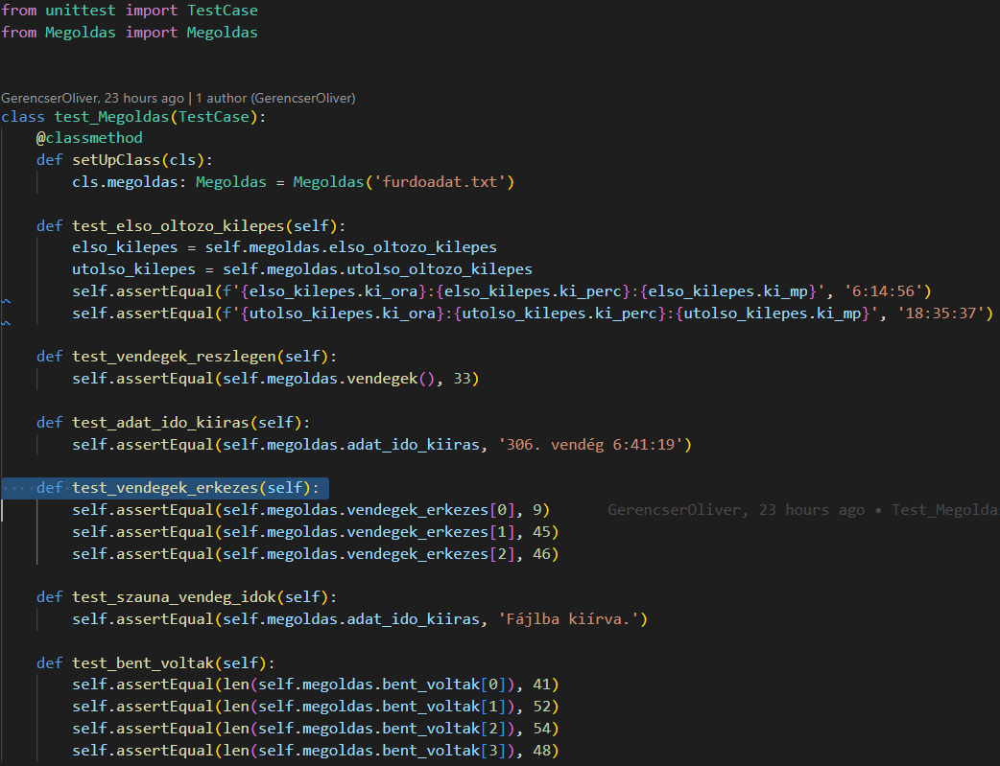 from unittest import TestCase
from Megoldas import Megoldas
GerencserOliver, 23 hours ago | 1 author (GerencserOliver)
class test_Megoldas(TestCase):
    @classmethod
    def setUpClass(cls):
        cls.megoldas: Megoldas = Megoldas('furdoadat.txt')
    def test_elso_oltozo_kilepes(self):
        elso_kilepes = self.megoldas.elso_oltozo_kilepes
        utolso_kilepes = self.megoldas.utolso_oltozo_kilepes
        self.assertEqual(f'{elso_kilepes.ki_ora}:{elso_kilepes.ki_perc}:{elso_kilepes.ki_mp}', '6:14:56')
        self.assertEqual(f'{utolso_kilepes.ki_ora}:{utolso_kilepes.ki_perc}:{utolso_kilepes.ki_mp}', '18:35:37')
    def test_vendegek_reszlegen(self):
        self.assertEqual(self.megoldas.vendegek(), 33)
    def test_adat_ido_kiiras(self):
        self.assertEqual(self.megoldas.adat_ido_kiiras, '306. vendég 6:41:19')
    def test_vendegek_erkezes(self):
        self.assertEqual(self.megoldas.vendegek_erkezes[0], 9) GerencserOliver, 23 hours ago • Test_Megolda
        self.assertEqual(self.megoldas.vendegek_erkezes[1], 45)
        self.assertEqual(self.megoldas.vendegek_erkezes[2], 46)
    def test_szauna_vendeg_idok(self):
        self.assertEqual(self.megoldas.adat_ido_kiiras, 'Fájlba kiírva.')
    def test_bent_voltak(self):
        self.assertEqual(len(self.megoldas.bent_voltak[0]), 41)
        self.assertEqual(len(self.megoldas.bent_voltak[1]), 52)
        self.assertEqual(len(self.megoldas.bent_voltak[2]), 54)
        self.assertEqual(len(self.megoldas.bent_voltak[3]), 48)